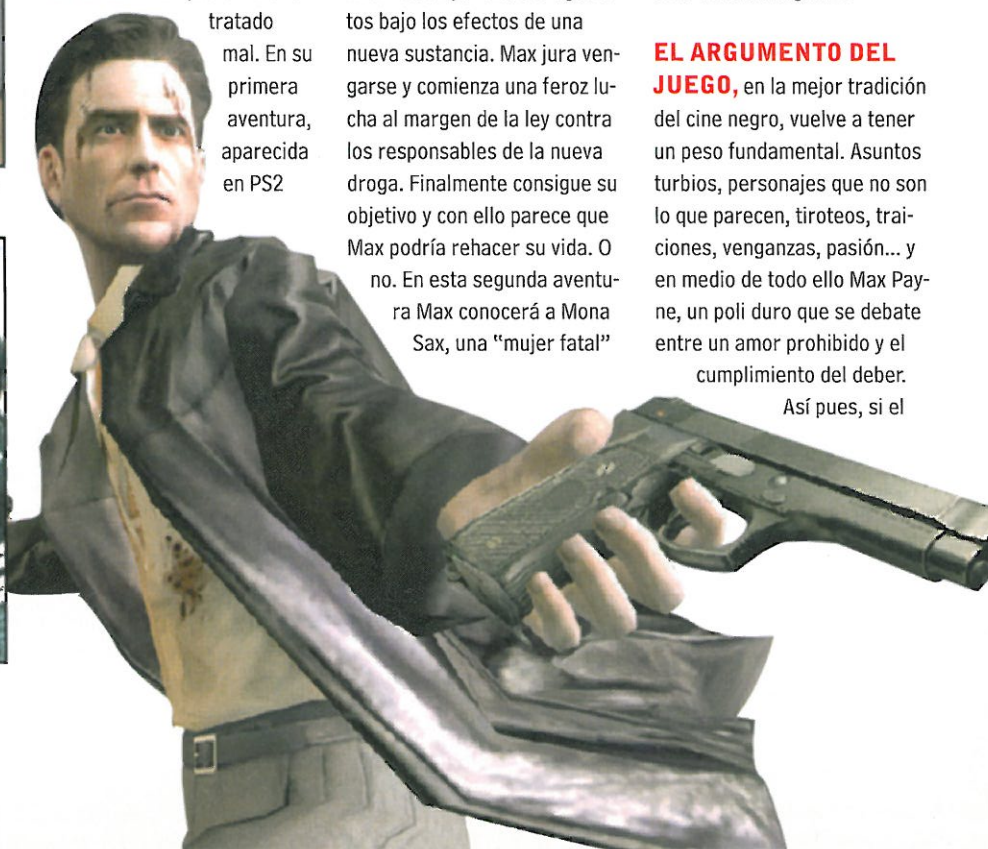 tratado
mal. En su
primera
aventura,
aparecida
en PS2
tos bajo los efectos de una
nueva sustancia. Max jura ven-
garse y comienza una feroz lu-
cha al margen de la ley contra
los responsables de la nueva
droga. Finalmente consigue su
objetivo y con ello parece que
Max podría rehacer su vida. O
no. En esta segunda aventu-
ra Max conocerá a Mona
Sax, una "mujer fatal"
EL ARGUMENTO DEL
JUEGO, en la mejor tradición
del cine negro, vuelve a tener
un peso fundamental. Asuntos
turbios, personajes que no son
lo que parecen, tiroteos, trai-
ciones, venganzas, pasión... y
en medio de todo ello Max Pay-
ne, un poli duro que se debate
entre un amor prohibido y el
cumplimiento del deber.
Así pues, si el